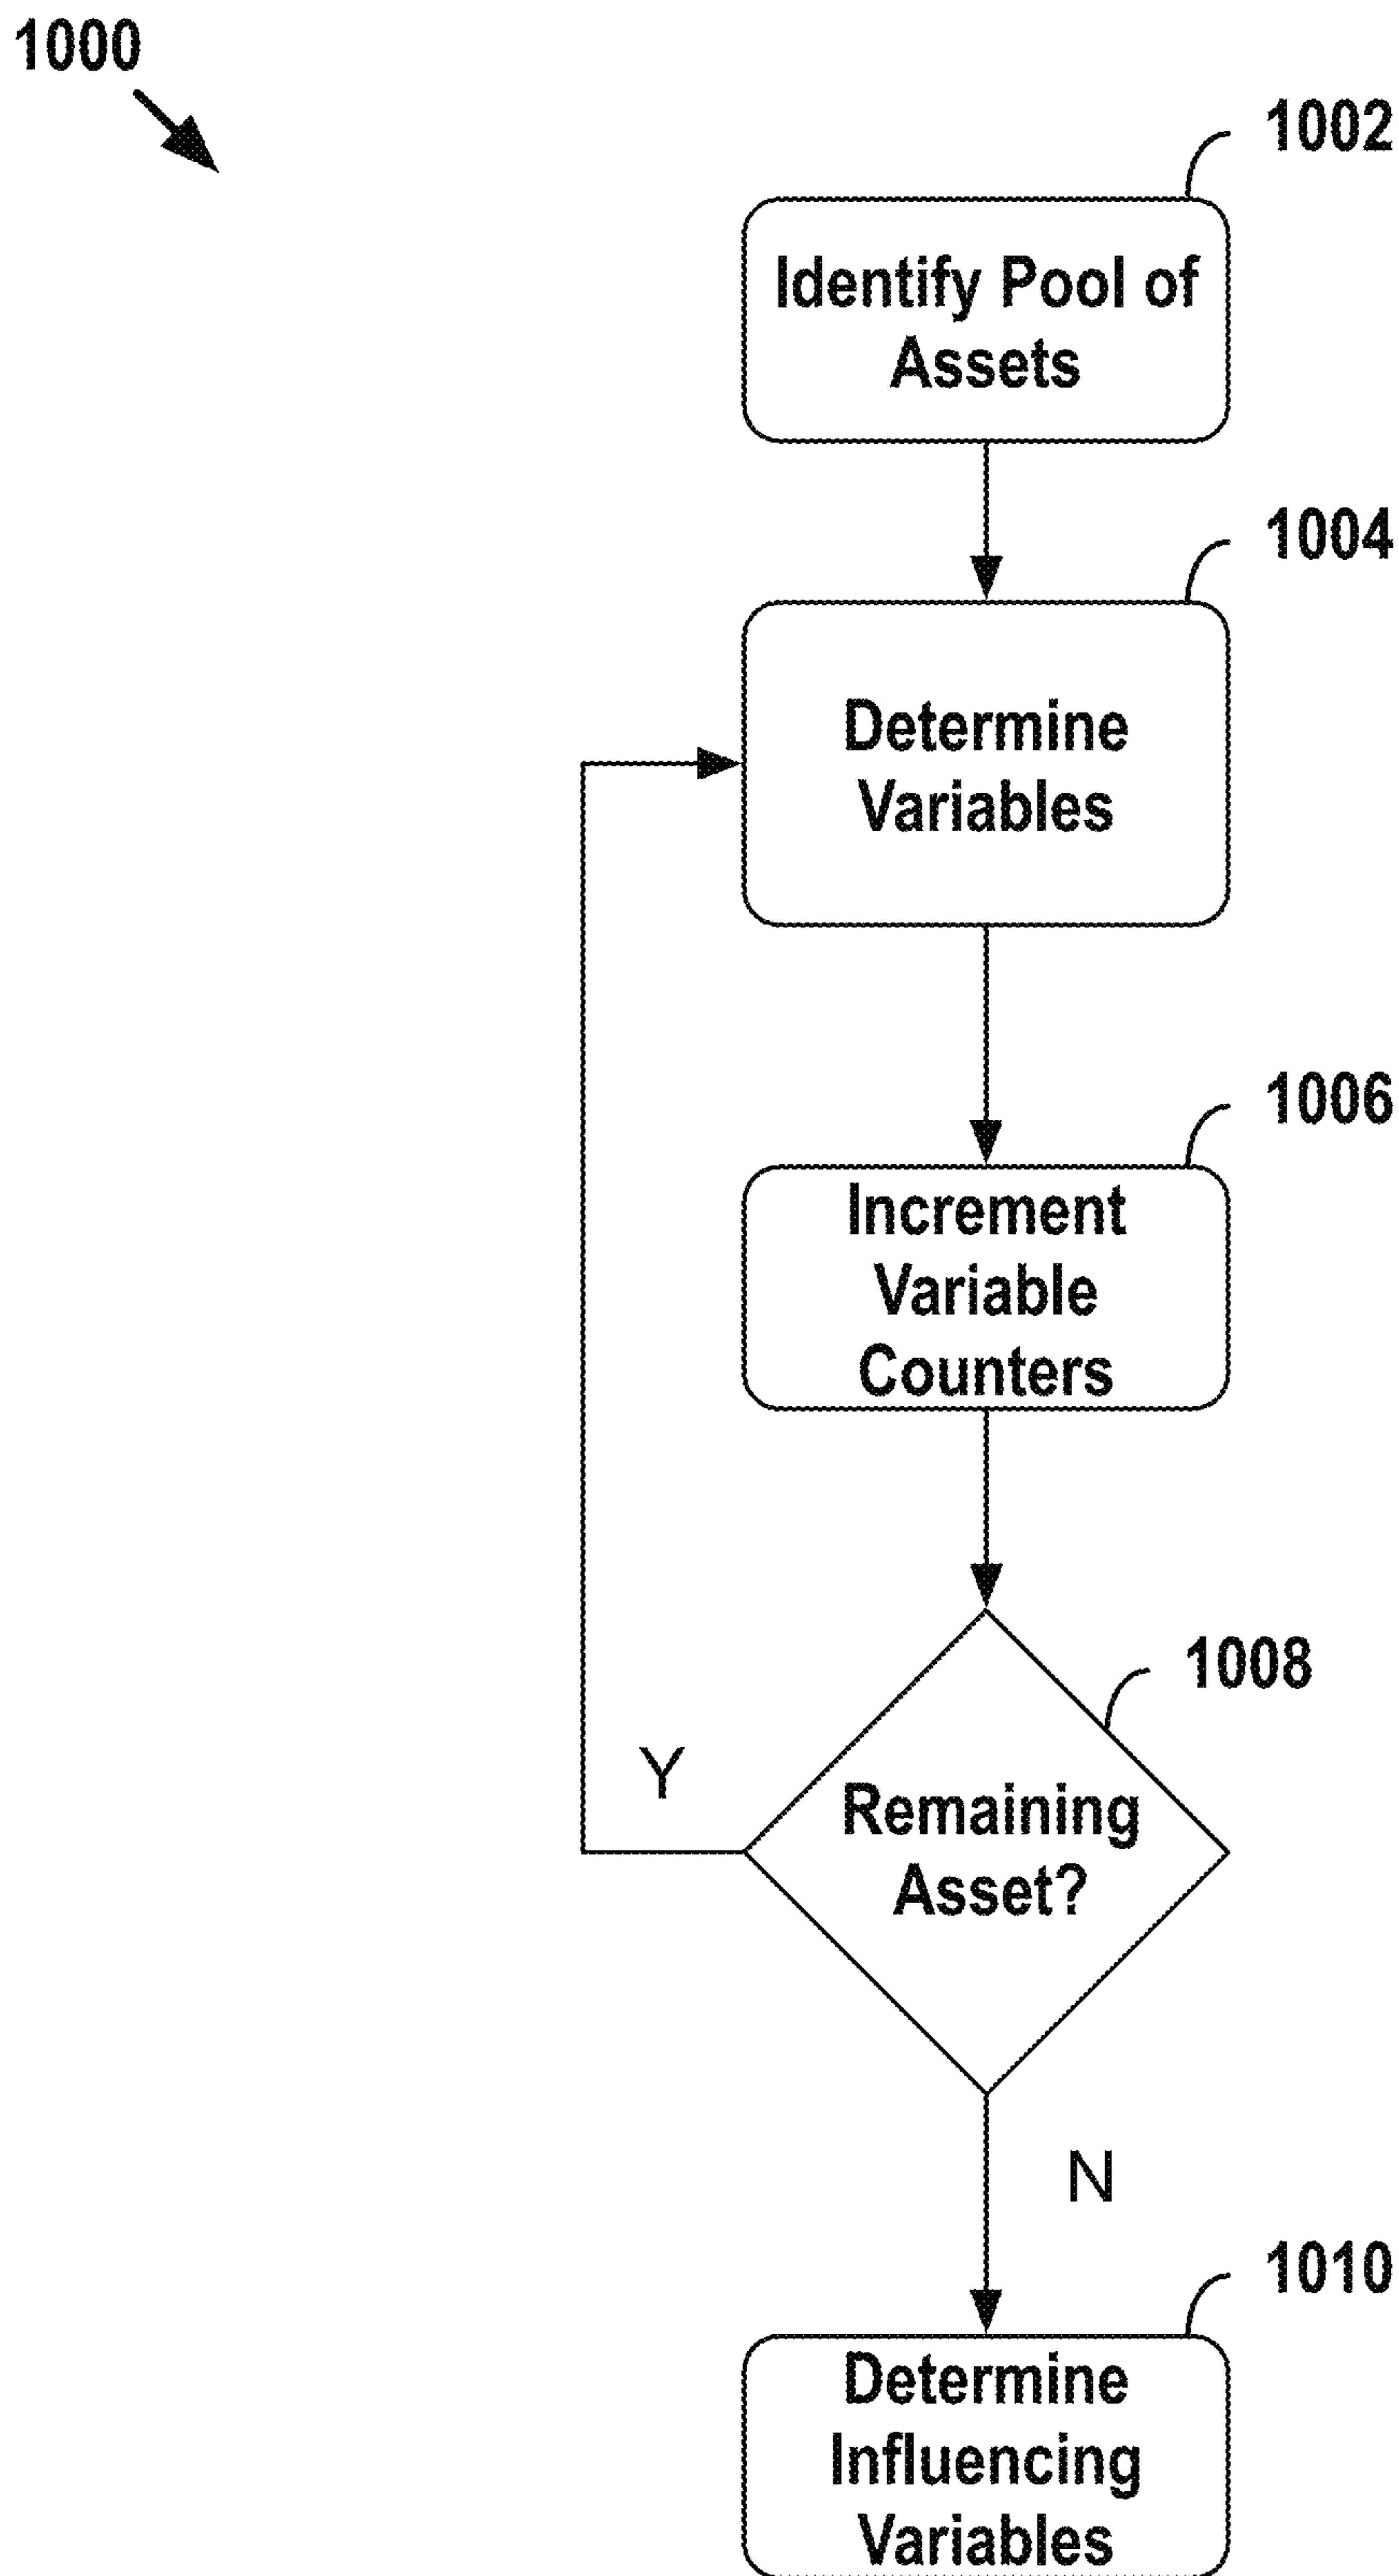 1000
1002
Identify Pool of
Assets
1004
Determine
Variables
1006
Increment
Variable
Counters
1008
Remaining
Asset?
Y
N
1010
Determine
Influencing
Variables